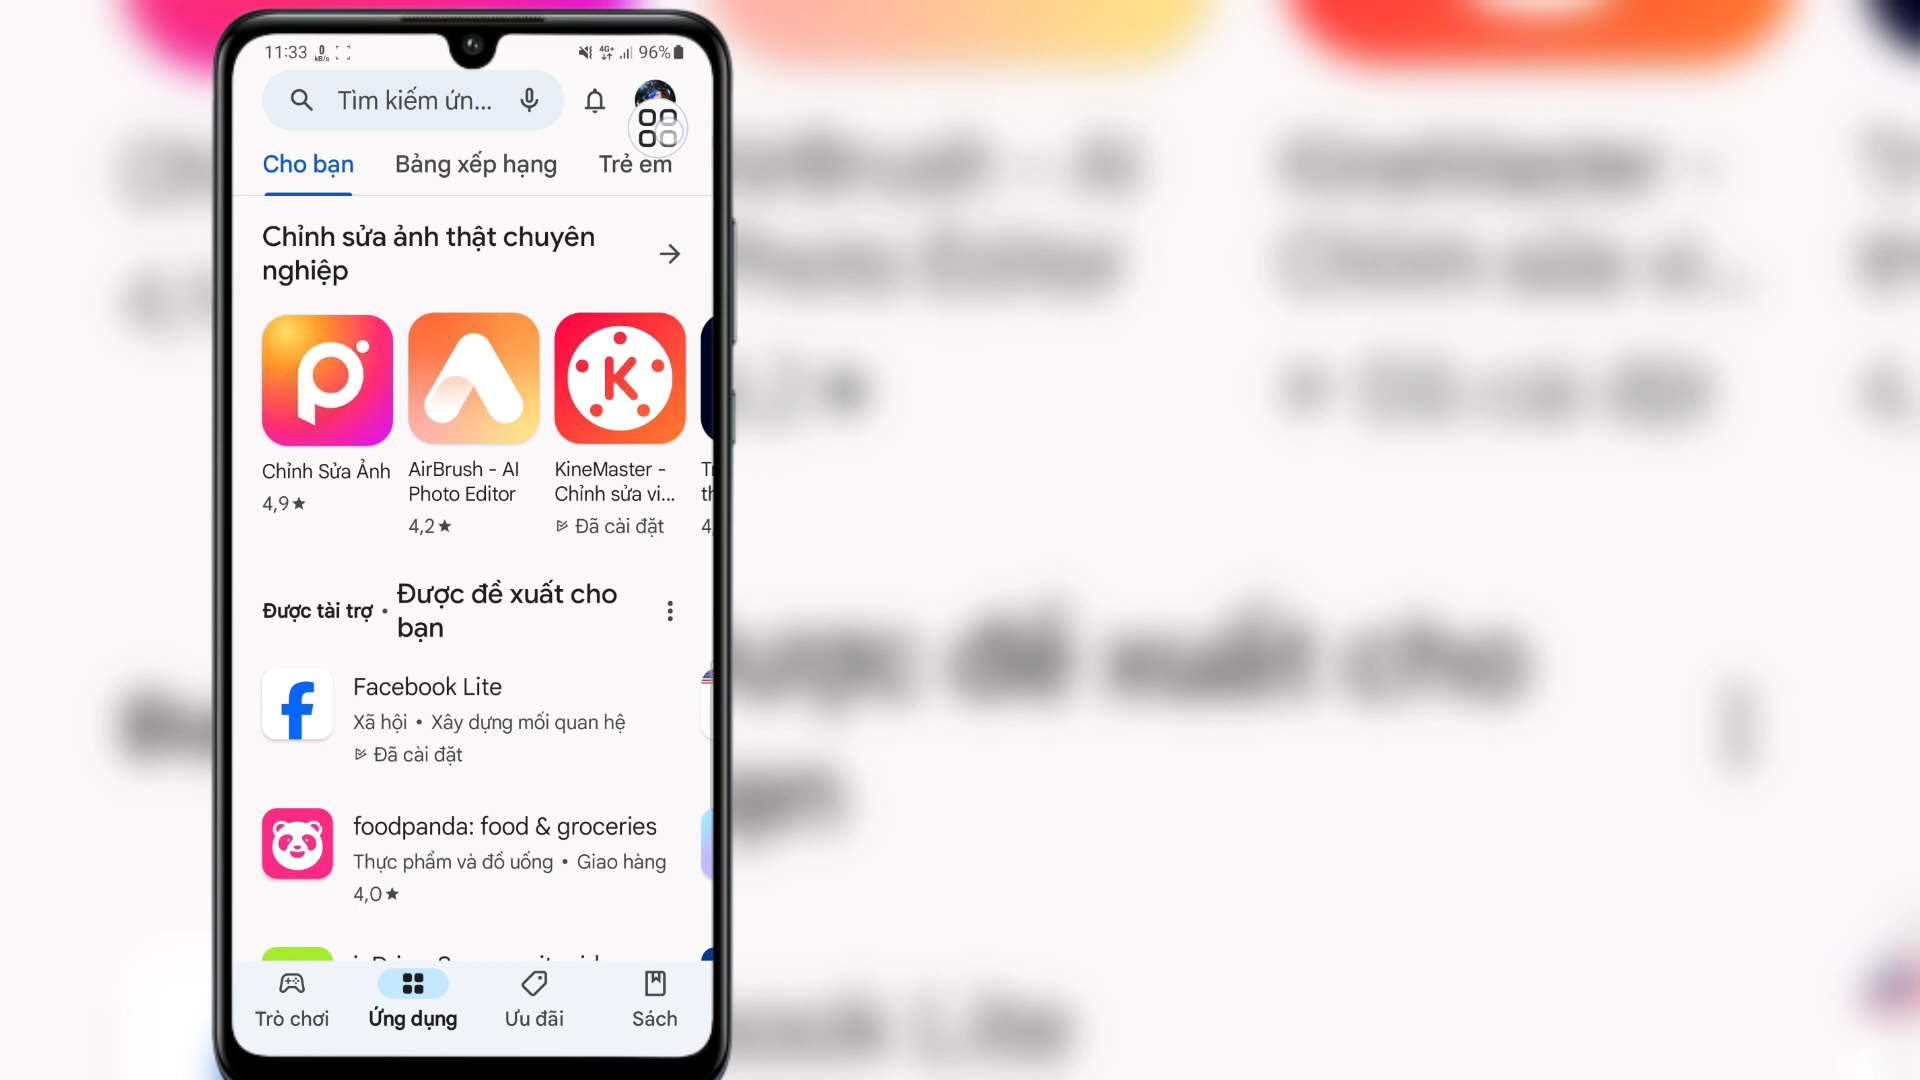 11:33 0 kB/s 4G+ 96%
Tìm kiếm ứn...
Cho bạn Bảng xếp hạng Trẻ em
Chỉnh sửa ảnh thật chuyên
nghiệp
Chỉnh Sửa Ảnh
4,9★
AirBrush - AI
Photo Editor
4,2★
KineMaster -
Chỉnh sửa vi...
Đã cài đặt
Được tài trợ • Được đề xuất cho
bạn
Facebook Lite
Xã hội • Xây dựng mối quan hệ
Đã cài đặt
foodpanda: food & groceries
Thực phẩm và đồ uống • Giao hàng
4,0★
Trò chơi Ứng dụng Ưu đãi Sách